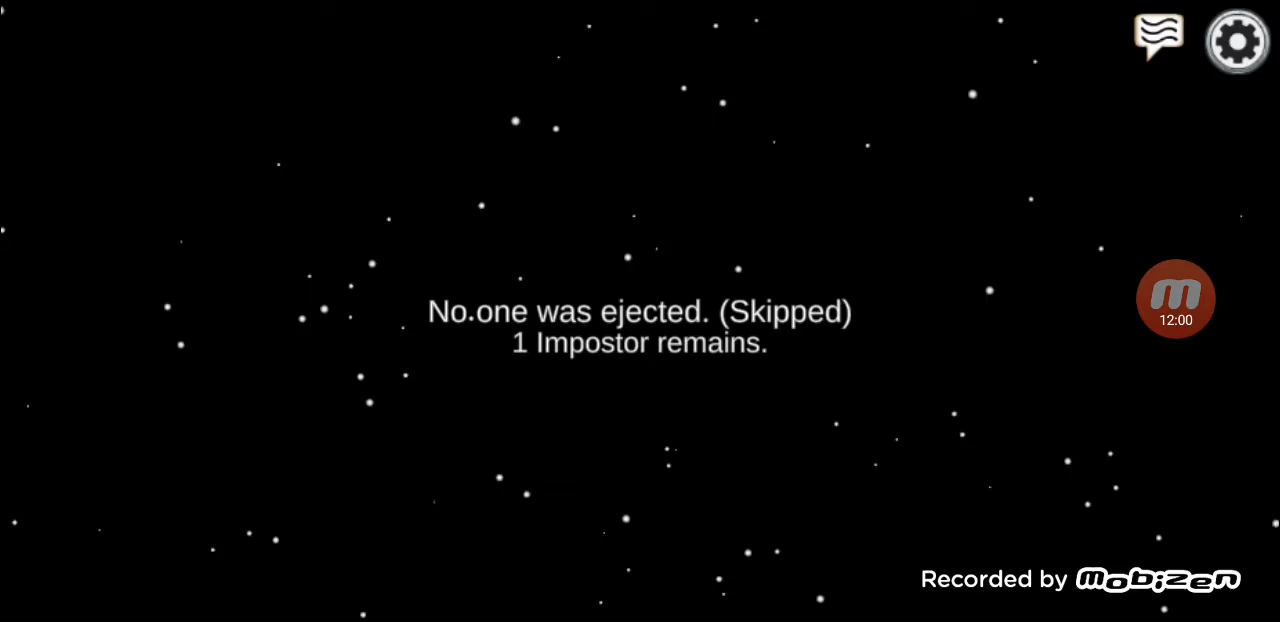 No one was ejected. (Skipped)
1 Impostor remains.
m
12:00
Recorded by mobizen